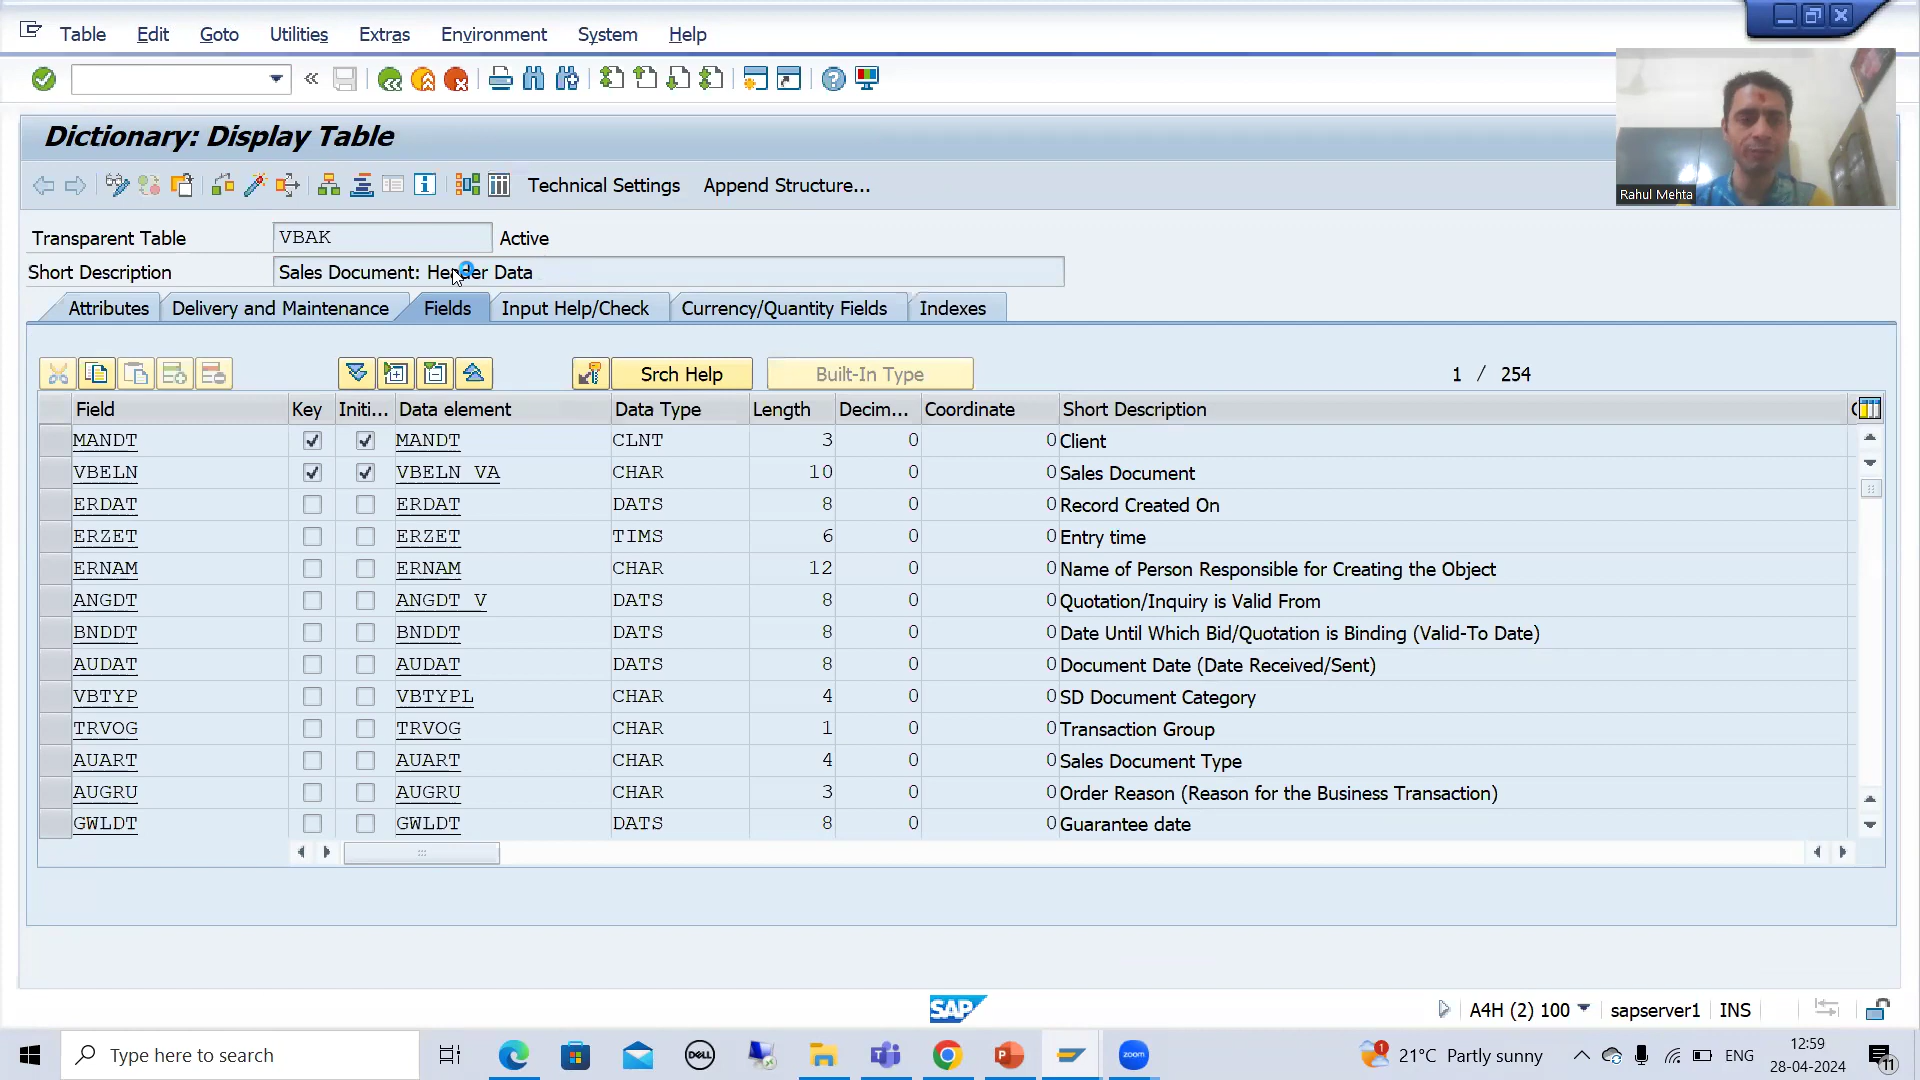 Table Edit Goto Utilities Extras Environment System Help
Dictionary: Display Table
Technical Settings Append Structure...
Rahul Mehta
Transparent Table VBAK Active
Short Description Sales Document: Header Data
Attributes Delivery and Maintenance Fields Input Help/Check Currency/Quantity Fields Indexes
Srch Help Built-In Type 1 / 254
Field Key Initi... Data element Data Type Length Decim... Coordinate Short Description
MANDT MANDT CLNT 3 0 0 Client
VBELN VBELN_VA CHAR 10 0 0 Sales Document
ERDAT ERDAT DATS 8 0 0 Record Created On
ERZET ERZET TIMS 6 0 0 Entry time
ERNAM ERNAM CHAR 12 0 0 Name of Person Responsible for Creating the Object
ANGDT ANGDT_V DATS 8 0 0 Quotation/Inquiry is Valid From
BNDDT BNDDT DATS 8 0 0 Date Until Which Bid/Quotation is Binding (Valid-To Date)
AUDAT AUDAT DATS 8 0 0 Document Date (Date Received/Sent)
VBTYP VBTYPL CHAR 4 0 0 SD Document Category
TRVOG TRVOG CHAR 1 0 0 Transaction Group
AUART AUART CHAR 4 0 0 Sales Document Type
AUGRU AUGRU CHAR 3 0 0 Order Reason (Reason for the Business Transaction)
GWLDT GWLDT DATS 8 0 0 Guarantee date
SAP A4H (2) 100 sapserver1 INS
Type here to search DELL zoom 1 21°C Partly sunny ENG 12:59
28-04-2024 11